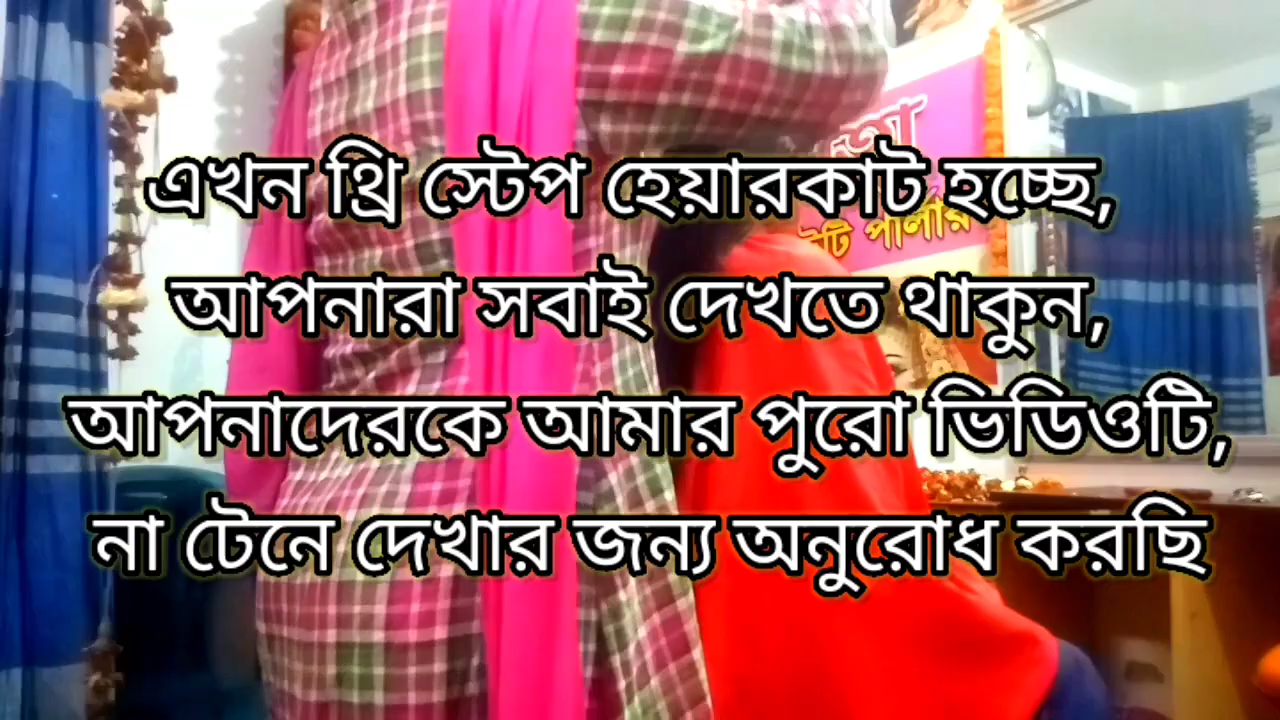 এখন থ্রি স্টেপ হেয়ারকাট হচ্ছে,
আপনারা সবাই দেখতে থাকুন,
আপনাদেরকে আমার পুরো ভিডিওটি,
না টেনে দেখার জন্য অনুরোধ করছি
পার্লার